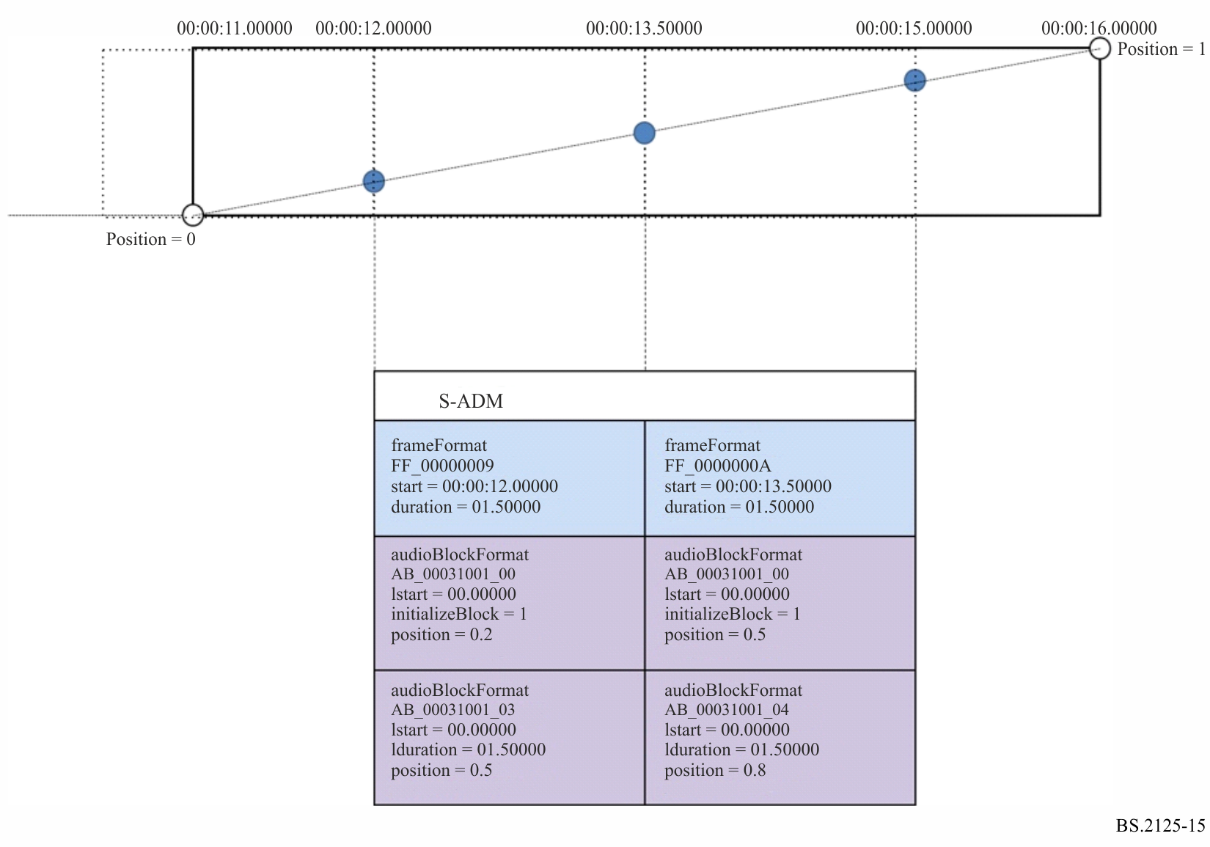 00:00:11.00000 00:00:12.00000 00:00:13.50000 00:00:15.00000 00:00:16.00000
Position = 1
Position = 0
S-ADM
frameFormat
FF_00000009
start = 00:00:12.00000
duration = 01.50000
frameFormat
FF_0000000A
start = 00:00:13.50000
duration = 01.50000
audioBlockFormat
AB_00031001_00
lstart = 00.00000
initializeBlock = 1
position = 0.2
audioBlockFormat
AB_00031001_00
lstart = 00.00000
initializeBlock = 1
position = 0.5
audioBlockFormat
AB_00031001_03
lstart = 00.00000
lduration = 01.50000
position = 0.5
audioBlockFormat
AB_00031001_04
lstart = 00.00000
lduration = 01.50000
position = 0.8
BS.2125-15